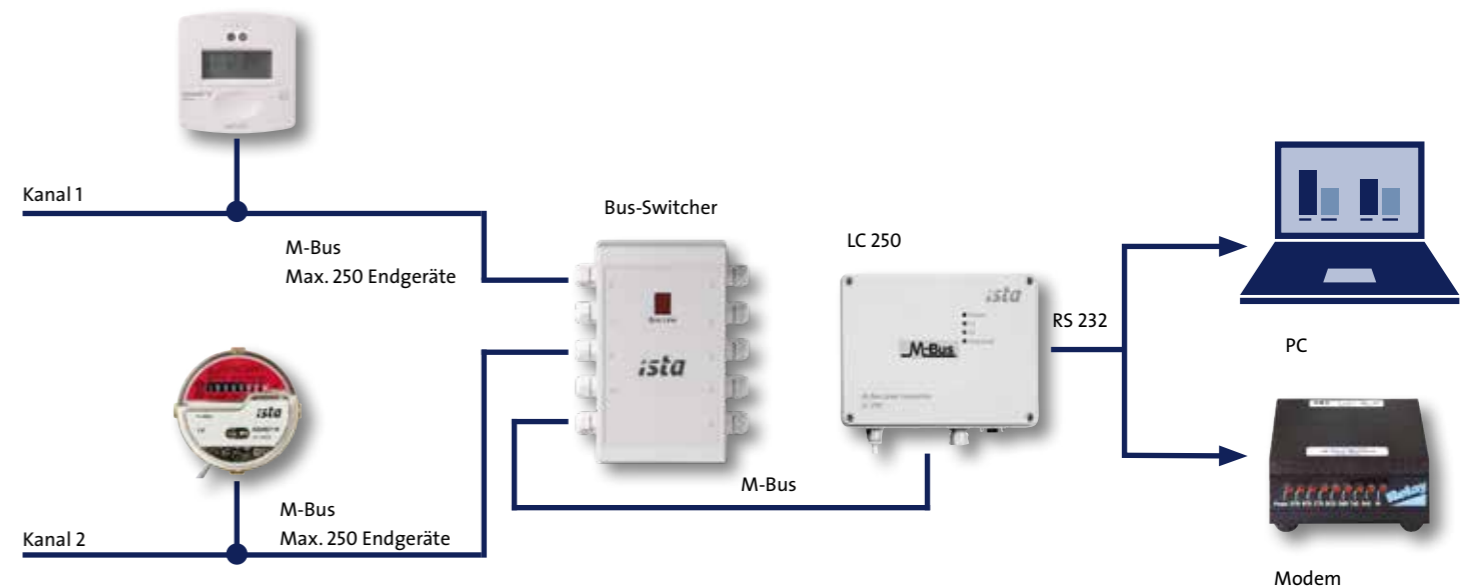 Kanal 1
M-Bus
Max. 250 Endgeräte
Bus-Switcher
ista
LC 250
ista
M-Bus
RS 232
PC
ista
M-Bus
Max. 250 Endgeräte
Kanal 2
M-Bus
Relay
Modem